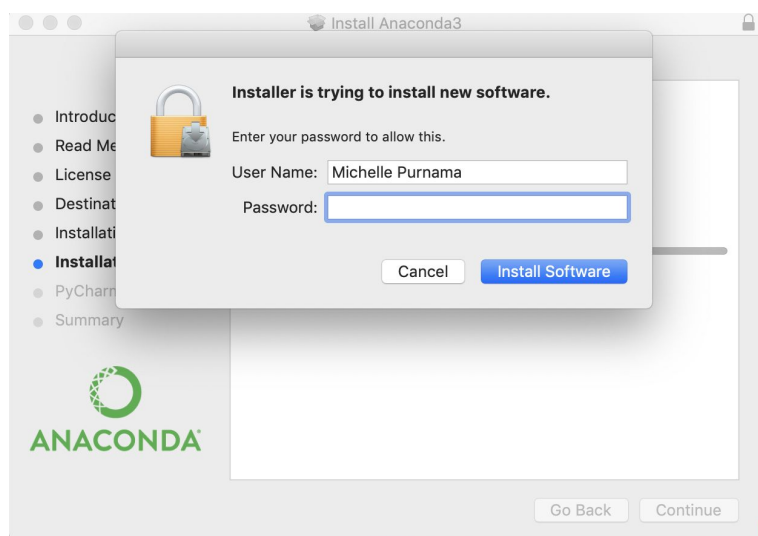 Install Anaconda3
Installer is trying to install new software.
Enter your password to allow this.
User Name: Michelle Purnama
Password:
Cancel Install Software
Introduc
Read Me
License
Destinat
Installati
Installat
PyCharm
Summary
ANACONDA
Go Back Continue